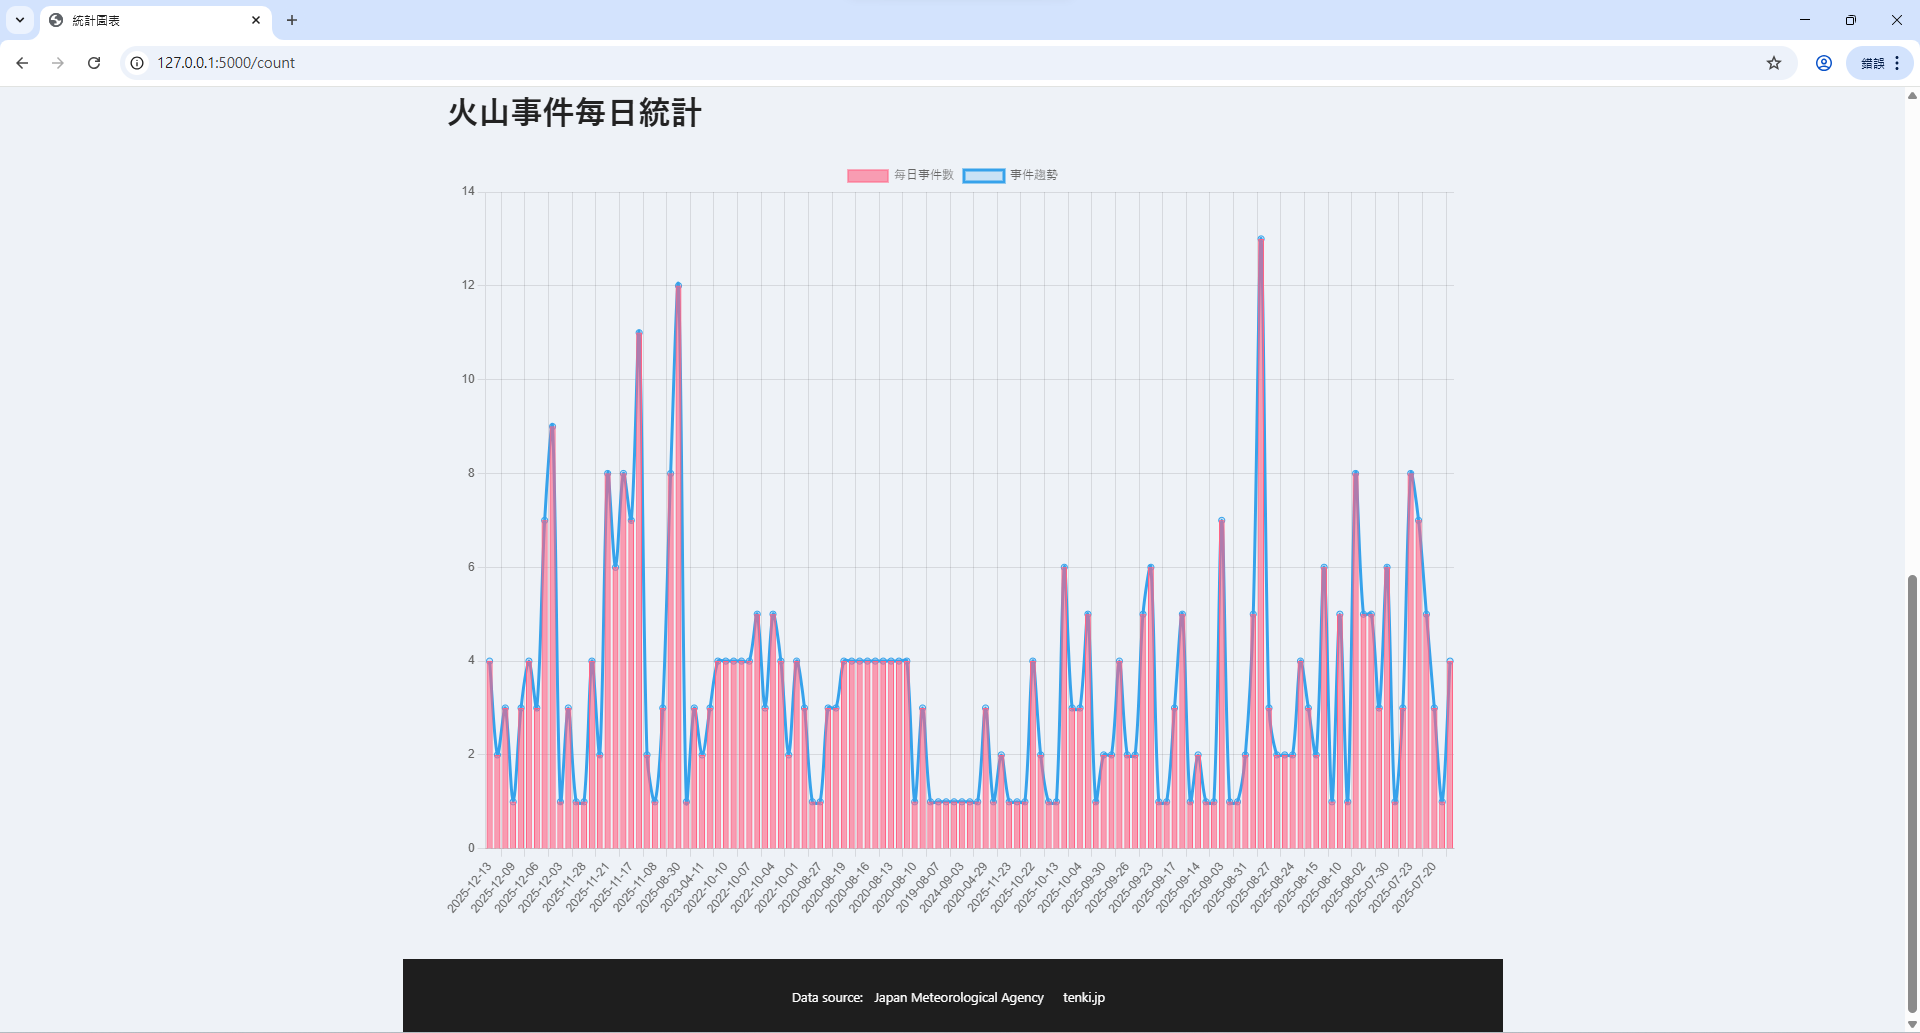 統計圖表
127.0.0.1:5000/count
錯誤
火山事件每日統計
每日事件數 事件趨勢
14
12
10
8
6
4
2
0
2025-12-13 2025-12-09 2025-12-06 2025-12-03 2025-11-28 2025-11-21 2025-11-17 2025-11-08 2025-08-30 2023-04-11 2022-10-10 2022-10-07 2022-10-04 2022-10-01 2020-08-27 2020-08-19 2020-08-16 2020-08-13 2020-08-10 2019-08-07 2024-09-03 2020-04-29 2025-11-23 2025-10-22 2025-10-13 2025-10-04 2025-09-30 2025-09-26 2025-09-23 2025-09-17 2025-09-14 2025-09-03 2025-08-31 2025-08-27 2025-08-24 2025-08-15 2025-08-10 2025-08-02 2025-07-30 2025-07-23 2025-07-20
Data source: Japan Meteorological Agency tenki.jp